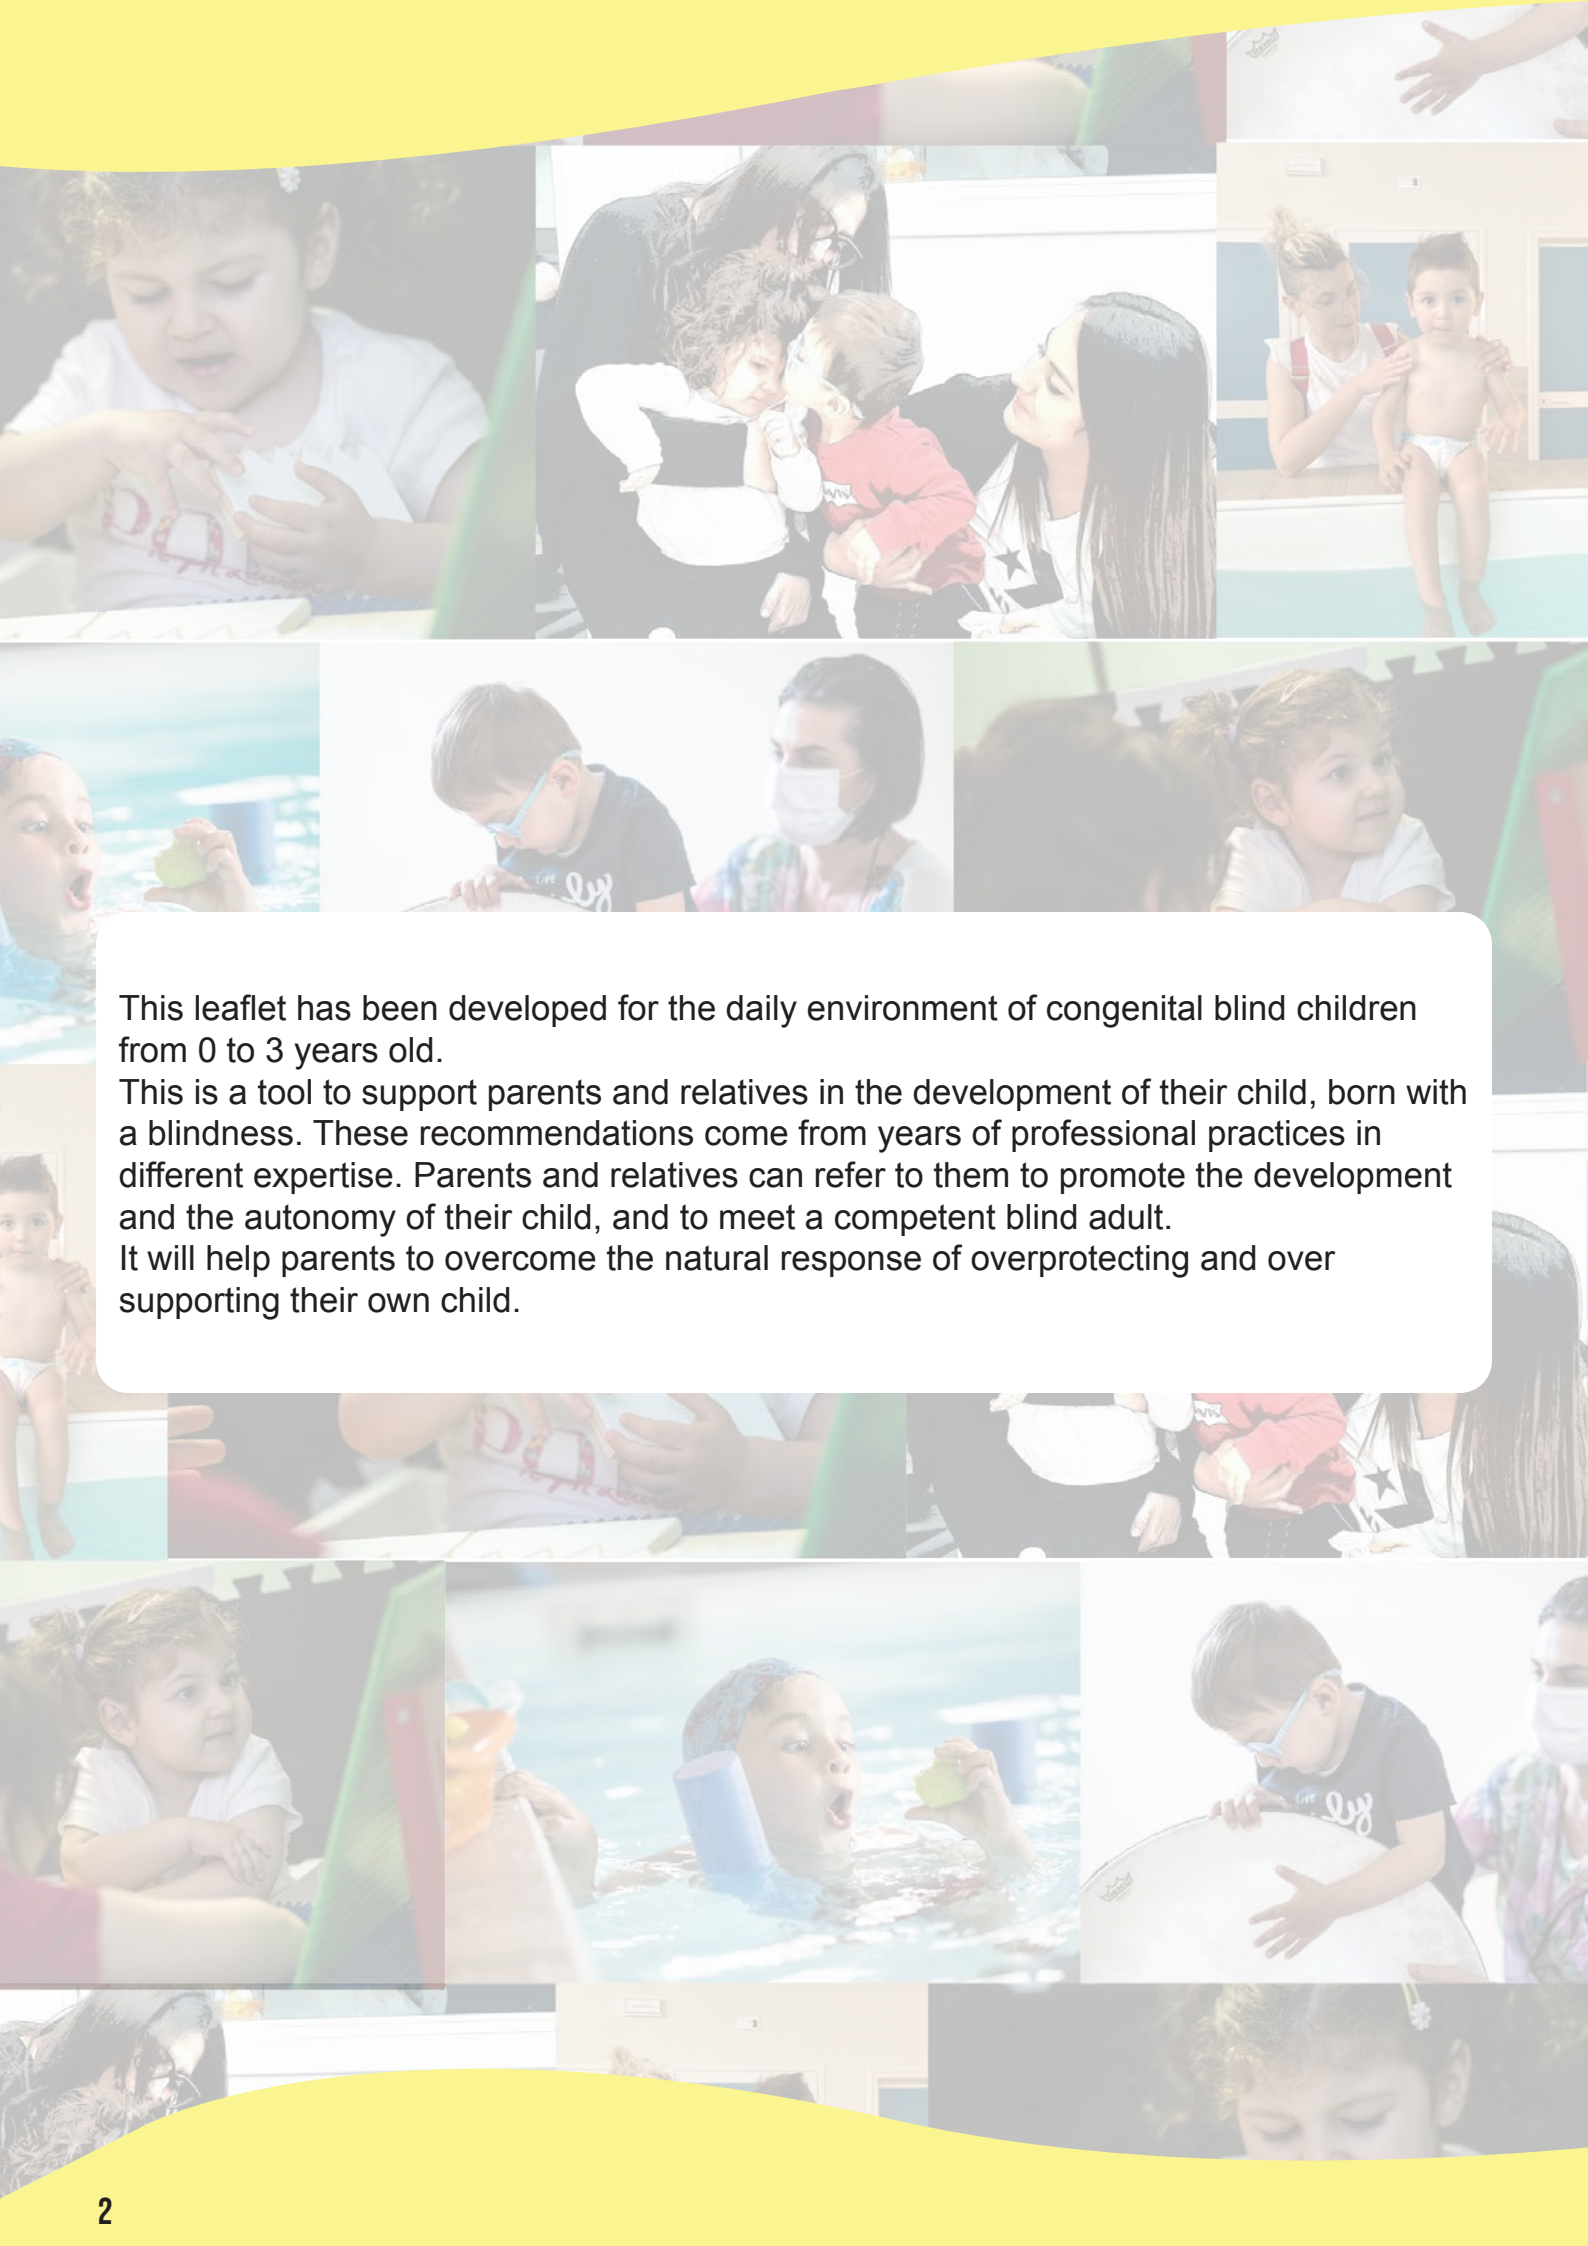 This leaflet has been developed for the daily environment of congenital blind children
from 0 to 3 years old.
This is a tool to support parents and relatives in the development of their child, born with
a blindness. These recommendations come from years of professional practices in
different expertise. Parents and relatives can refer to them to promote the development
and the autonomy of their child, and to meet a competent blind adult.
It will help parents to overcome the natural response of overprotecting and over
supporting their own child.
2